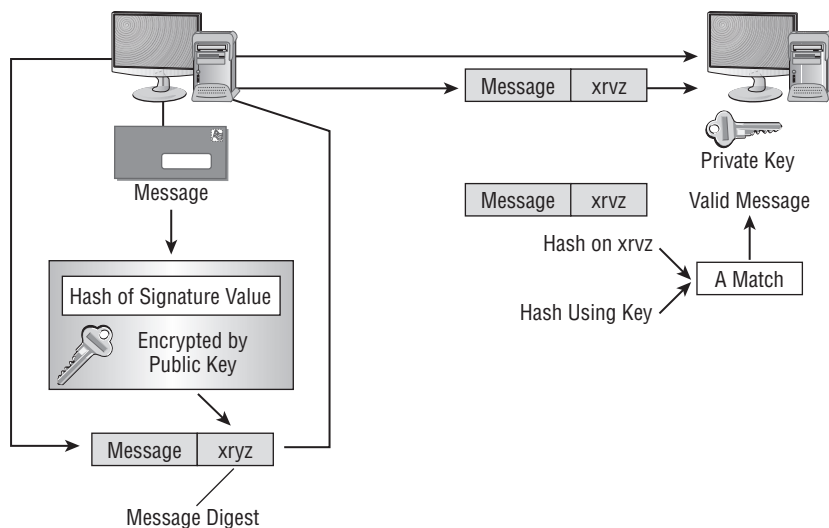 Message xrvz
Private Key
Message
Message xrvz
Valid Message
Hash on xrvz
A Match
Hash Using Key
Hash of Signature Value
Encrypted by
Public Key
Message xryz
Message Digest